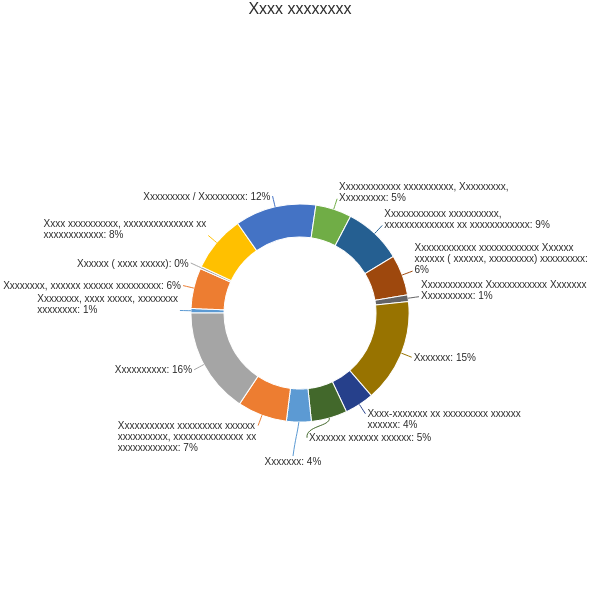 Xxxx xxxxxxxx
Xxxxxxxxx / Xxxxxxxxx: 12%
Xxxxxxxxxxxx xxxxxxxxxx, Xxxxxxxxx,
Xxxxxxxxx: 5%
Xxxxxxxxxxxx xxxxxxxxxx,
xxxxxxxxxxxxxx xx xxxxxxxxxxxx: 9%
Xxxxxxxxxxxx xxxxxxxxxxxx Xxxxxx
xxxxxx ( xxxxxx, xxxxxxxxx) xxxxxxxxx:
6%
Xxxxxxxxxxxx Xxxxxxxxxxxx Xxxxxxx
Xxxxxxxxxx: 1%
Xxxxxxx: 15%
Xxxx-xxxxxxx xx xxxxxxxxx xxxxxx
xxxxxx: 4%
Xxxxxxx xxxxxx xxxxxx: 5%
Xxxxxxx: 4%
Xxxxxxxxxxx xxxxxxxxx xxxxxx
xxxxxxxxxx, xxxxxxxxxxxxxx xx
xxxxxxxxxxxx: 7%
Xxxxxxxxxx: 16%
Xxxxxxxx, xxxx xxxxx, xxxxxxxx
xxxxxxxx: 1%
Xxxxxxxx, xxxxxx xxxxxx xxxxxxxxx: 6%
Xxxxxx ( xxxx xxxxx): 0%
Xxxx xxxxxxxxxx, xxxxxxxxxxxxxx xx
xxxxxxxxxxxx: 8%